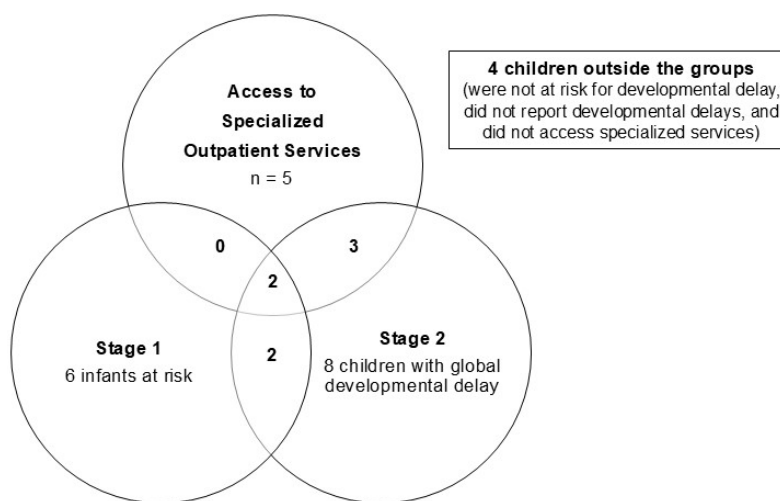 Access to
Specialized
Outpatient Services
n = 5
4 children outside the groups
(were not at risk for developmental delay,
did not report developmental delays, and
did not access specialized services)
0
3
2
Stage 1
6 infants at risk
2
Stage 2
8 children with global
developmental delay